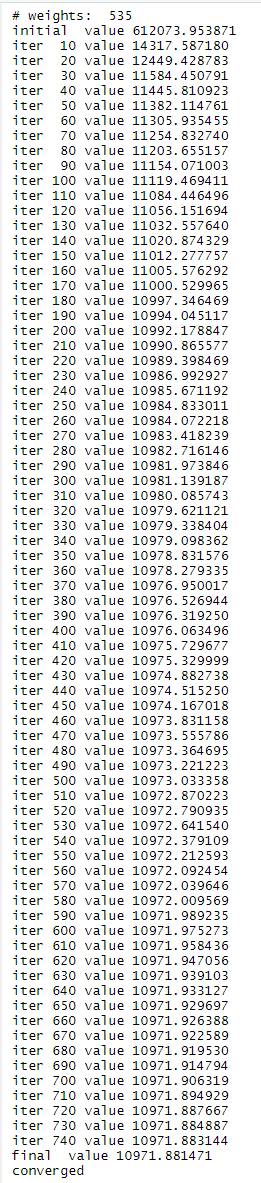 # weights:  535
initial  value 612073.953871
iter  10 value 14317.587180
iter  20 value 12449.428783
iter  30 value 11584.450791
iter  40 value 11445.810923
iter  50 value 11382.114761
iter  60 value 11305.935455
iter  70 value 11254.832740
iter  80 value 11203.655157
iter  90 value 11154.071003
iter 100 value 11119.469411
iter 110 value 11084.446496
iter 120 value 11056.151694
iter 130 value 11032.557640
iter 140 value 11020.874329
iter 150 value 11012.277757
iter 160 value 11005.576292
iter 170 value 11000.529965
iter 180 value 10997.346469
iter 190 value 10994.045117
iter 200 value 10992.178847
iter 210 value 10990.865577
iter 220 value 10989.398469
iter 230 value 10986.992927
iter 240 value 10985.671192
iter 250 value 10984.833011
iter 260 value 10984.072218
iter 270 value 10983.418239
iter 280 value 10982.716146
iter 290 value 10981.973846
iter 300 value 10981.139187
iter 310 value 10980.085743
iter 320 value 10979.621121
iter 330 value 10979.338404
iter 340 value 10979.098362
iter 350 value 10978.831576
iter 360 value 10978.279335
iter 370 value 10976.950017
iter 380 value 10976.526944
iter 390 value 10976.319250
iter 400 value 10976.063496
iter 410 value 10975.729677
iter 420 value 10975.329999
iter 430 value 10974.882738
iter 440 value 10974.515250
iter 450 value 10974.167018
iter 460 value 10973.831158
iter 470 value 10973.555786
iter 480 value 10973.364695
iter 490 value 10973.221223
iter 500 value 10973.033358
iter 510 value 10972.870223
iter 520 value 10972.790935
iter 530 value 10972.641540
iter 540 value 10972.379109
iter 550 value 10972.212593
iter 560 value 10972.092454
iter 570 value 10972.039646
iter 580 value 10972.009569
iter 590 value 10971.989235
iter 600 value 10971.975273
iter 610 value 10971.958436
iter 620 value 10971.947056
iter 630 value 10971.939103
iter 640 value 10971.933127
iter 650 value 10971.929697
iter 660 value 10971.926388
iter 670 value 10971.922589
iter 680 value 10971.919530
iter 690 value 10971.914794
iter 700 value 10971.906319
iter 710 value 10971.894929
iter 720 value 10971.887667
iter 730 value 10971.884887
iter 740 value 10971.883144
final  value 10971.881471
converged